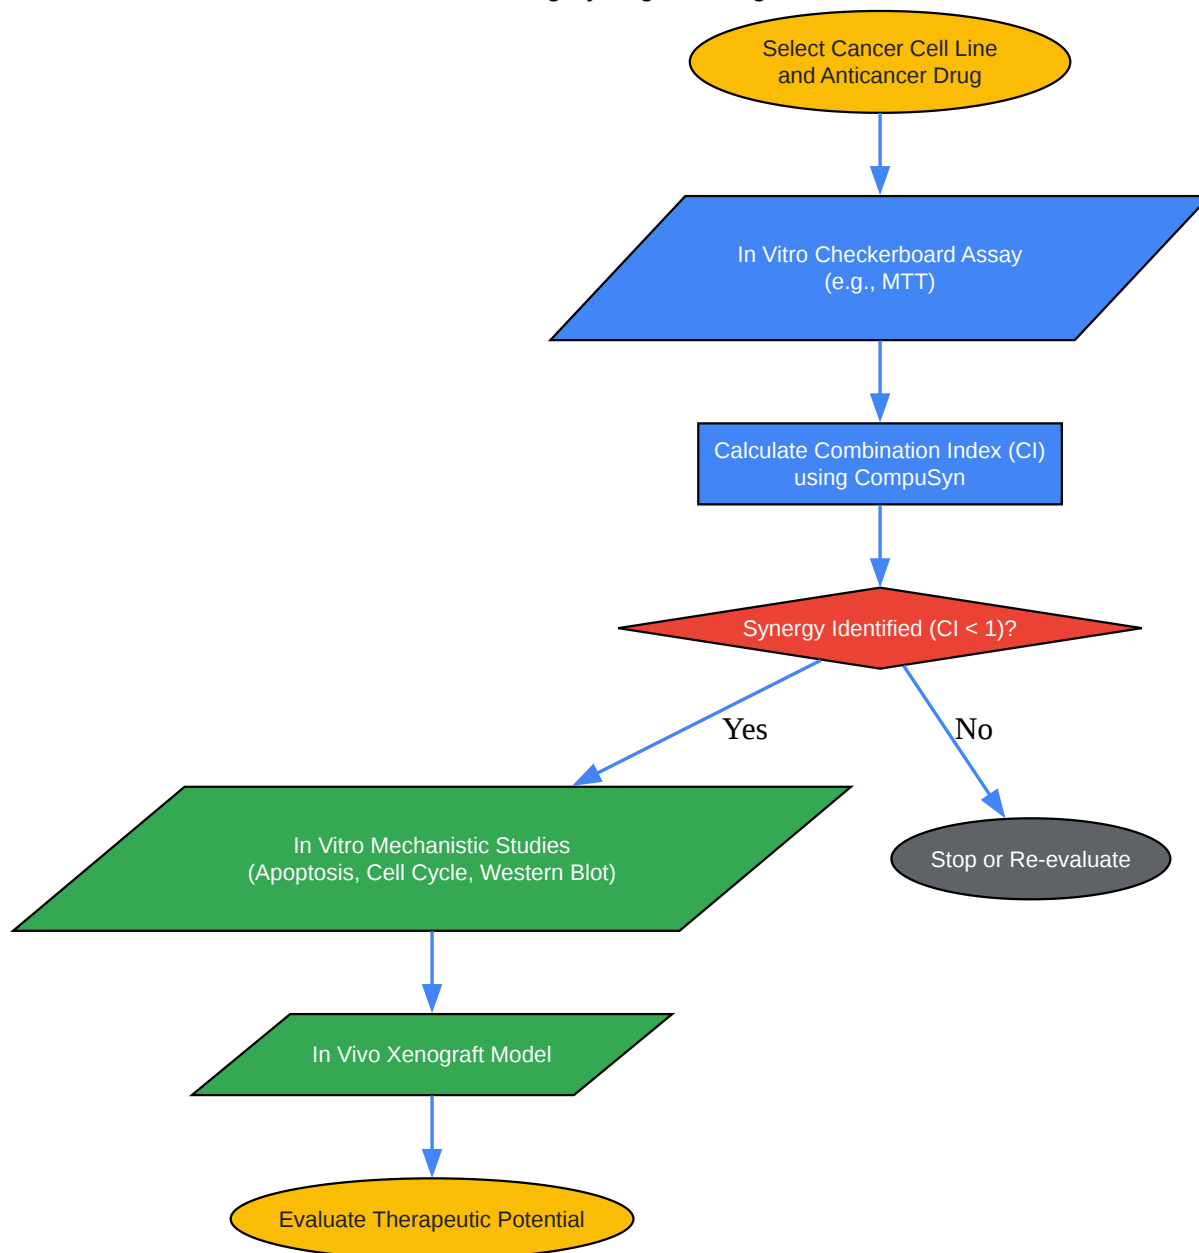 Select Cancer Cell Line
and Anticancer Drug
In Vitro Checkerboard Assay
(e.g., MTT)
Calculate Combination Index (CI)
using CompuSyn
Synergy Identified (CI < 1)?
Yes
No
In Vitro Mechanistic Studies
(Apoptosis, Cell Cycle, Western Blot)
Stop or Re-evaluate
In Vivo Xenograft Model
Evaluate Therapeutic Potential